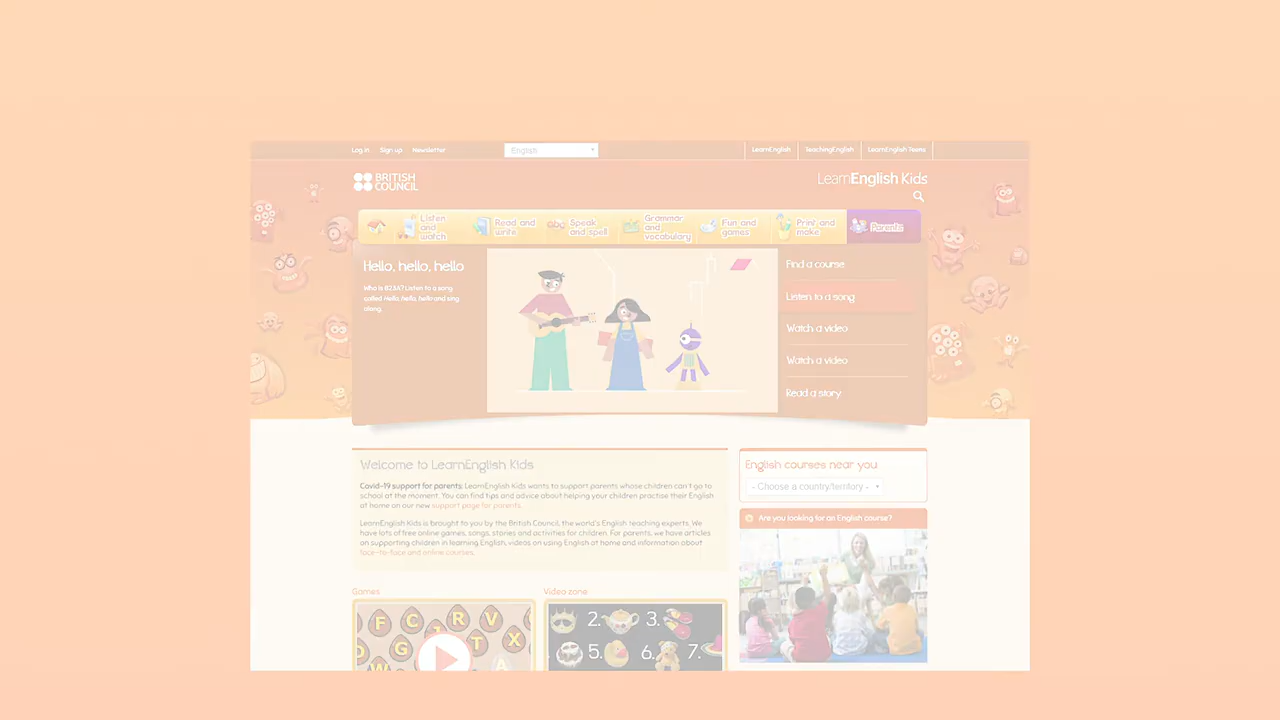 Log in Sign up Newsletter English LearnEnglish TeachingEnglish LearnEnglish Teens
BRITISH
COUNCIL
LearnEnglish Kids
Listen
and
watch
Read and
write
abc
Speak
and spell
Grammar
and
vocabulary
Fun and
games
Print and
make
Parents
Hello, hello, hello
Who is B23A? Listen to a song
called Hello, hello, hello and sing
along.
Find a course
Listen to a song
Watch a video
Watch a video
Read a story
Welcome to LearnEnglish Kids
Covid-19 support for parents: LearnEnglish Kids wants to support parents whose children can't go to
school at the moment. You can find tips and advice about helping your children practise their English
at home on our new support page for parents.
LearnEnglish Kids is brought to you by the British Council, the world's English teaching experts. We
have lots of free online games, songs, stories and activities for children. For parents, we have articles
on supporting children in learning English, videos on using English at home and information about
face-to-face and online courses.
English courses near you
- Choose a country/territory -
Are you looking for an English course?
Games
F C R V
G T X
W A
Video zone
2. 3.
5. 6. 7.